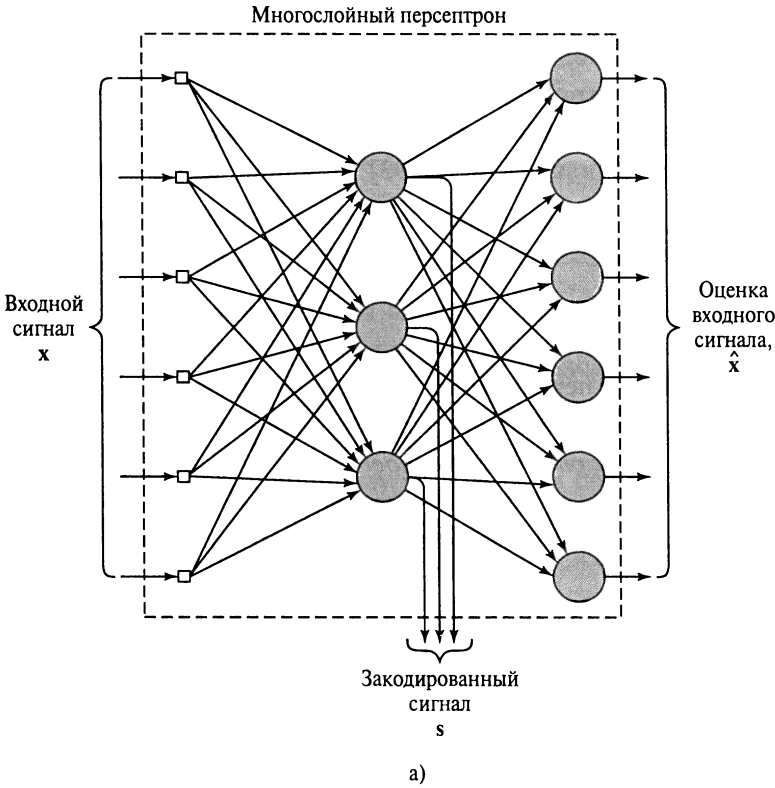 Многослойный персептрон
Входной
сигнал
x
Оценка
входного
сигнала,
x̂
Закодированный
сигнал
s
а)